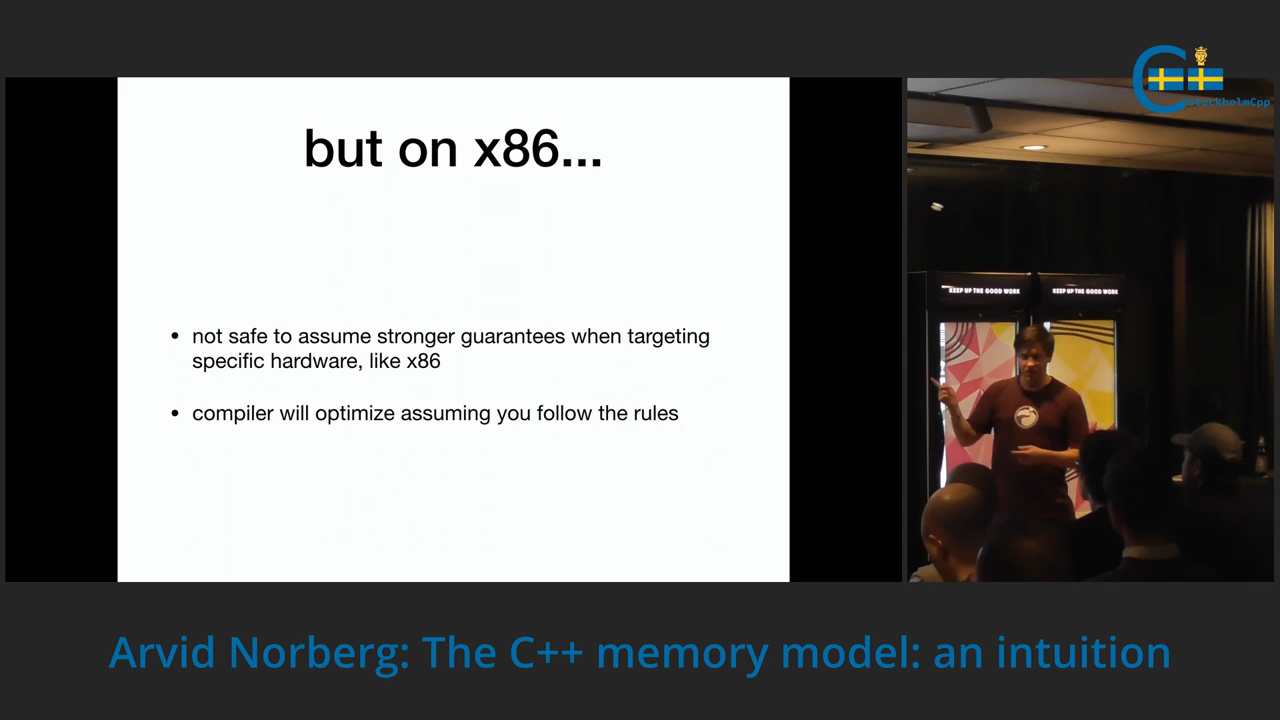 but on x86...
• not safe to assume stronger guarantees when targeting
specific hardware, like x86
• compiler will optimize assuming you follow the rules
StockholmCpp
KEEP UP THE GOOD WORK
KEEP UP THE GOOD WORK
Arvid Norberg: The C++ memory model: an intuition